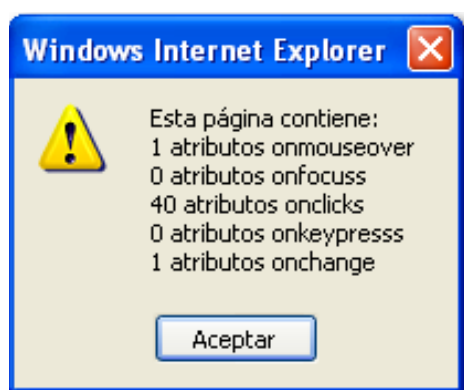 Windows Internet Explorer
Esta página contiene:
1 atributos onmouseover
0 atributos onfocuss
40 atributos onclicks
0 atributos onkeypresss
1 atributos onchange
Aceptar